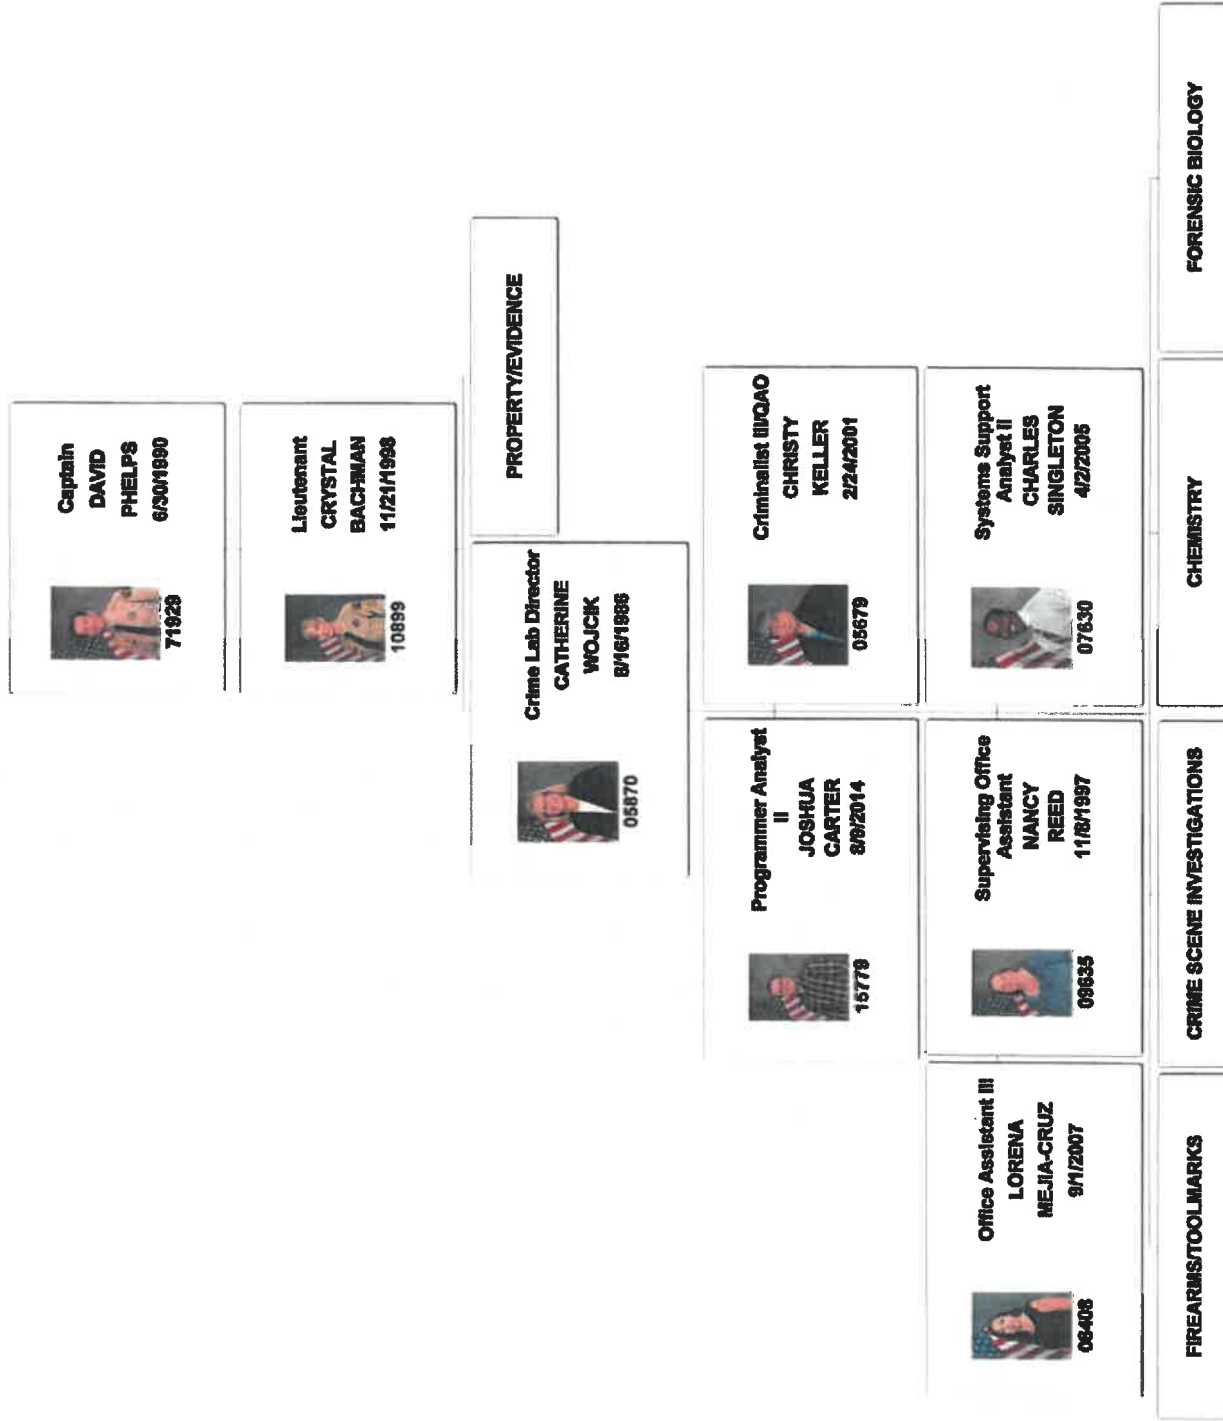 Captain
DAVID
PHELPS
6/30/1990
71929
Lieutenant
CRYSTAL
BACHMAN
11/21/1998
10899
Crime Lab Director
CATHERINE
WOJCIK
8/16/1986
05870
PROPERTY/EVIDENCE
Programmer Analyst
II
JOSHUA
CARTER
8/9/2014
15779
Criminalist III/QAO
CHRISTY
KELLER
2/24/2001
05679
Office Assistant III
LORENA
MEJIA-CRUZ
9/1/2007
Supervising Office
Assistant
NANCY
REED
11/8/1997
09635
Systems Support
Analyst II
CHARLES
SINGLETON
4/2/2005
07630
FIREARMS/TOOLMARKS
CRIME SCENE INVESTIGATIONS
CHEMISTRY
FORENSIC BIOLOGY